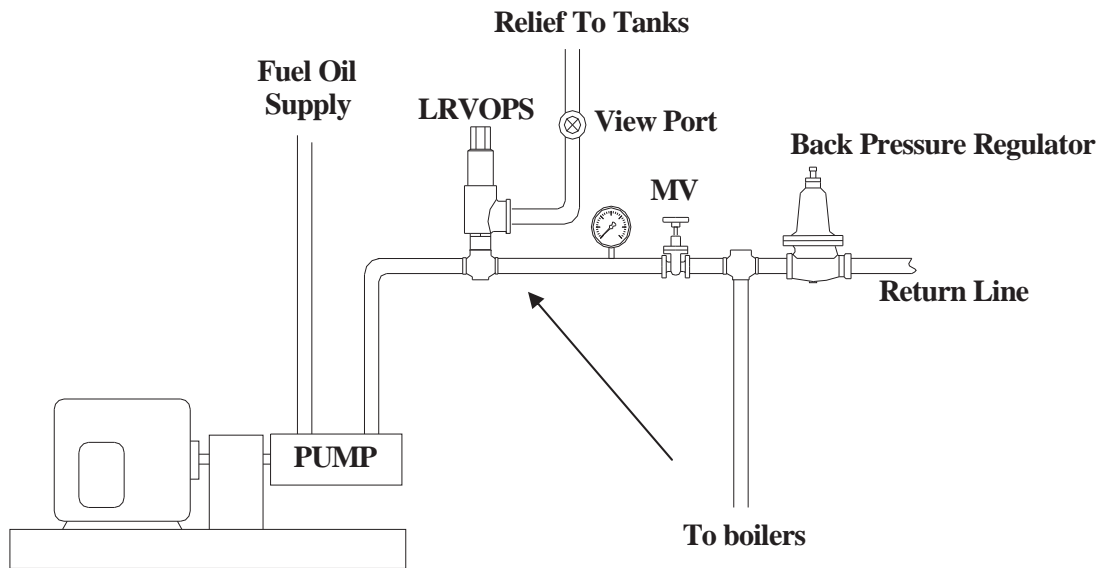 Relief To Tanks
Fuel Oil
Supply
LRVOPS
View Port
Back Pressure Regulator
MV
Return Line
PUMP
To boilers